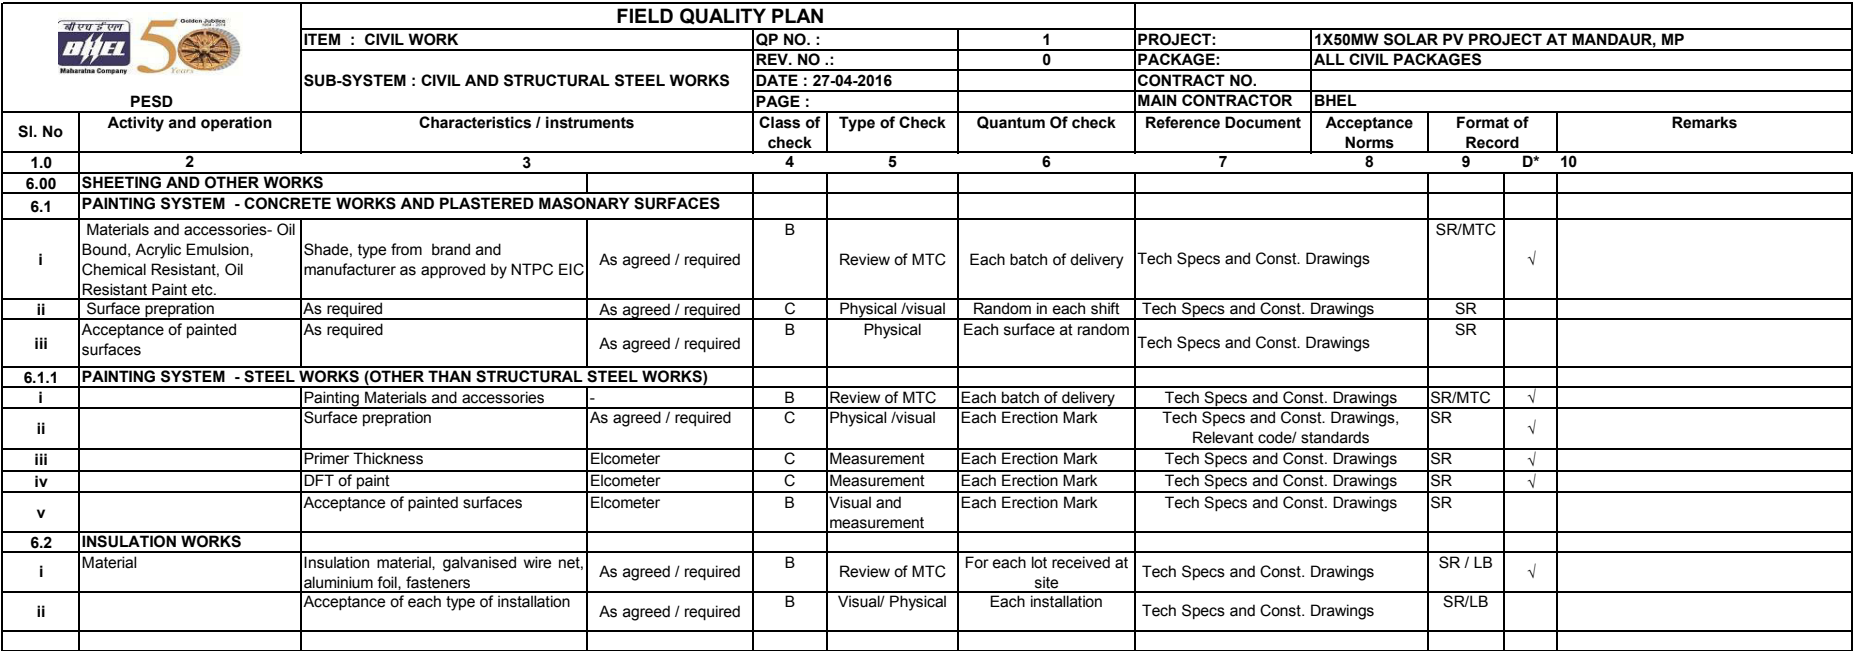 बी एच ई एल
BHEL
Maharatna Company
Golden Jubilee
50
Years
PESD
FIELD QUALITY PLAN
ITEM : CIVIL WORK
QP NO. :
1
PROJECT:
1X50MW SOLAR PV PROJECT AT MANDAUR, MP
REV. NO .:
0
PACKAGE:
ALL CIVIL PACKAGES
SUB-SYSTEM : CIVIL AND STRUCTURAL STEEL WORKS
DATE : 27-04-2016
CONTRACT NO.
PAGE :
MAIN CONTRACTOR
BHEL
Sl. No
Activity and operation
Characteristics / instruments
Class of
check
Type of Check
Quantum Of check
Reference Document
Acceptance
Norms
Format of
Record
Remarks
1.0 2 3 4 5 6 7 8 9 D* 10
6.00 SHEETING AND OTHER WORKS
6.1 PAINTING SYSTEM - CONCRETE WORKS AND PLASTERED MASONARY SURFACES
i
Materials and accessories- Oil
Bound, Acrylic Emulsion,
Chemical Resistant, Oil
Resistant Paint etc.
Shade, type from brand and
manufacturer as approved by NTPC EIC
As agreed / required
B
Review of MTC
Each batch of delivery
Tech Specs and Const. Drawings
SR/MTC
√
ii Surface prepration As required As agreed / required C Physical /visual Random in each shift Tech Specs and Const. Drawings SR
iii
Acceptance of painted
surfaces
As required
As agreed / required
B
Physical
Each surface at random
Tech Specs and Const. Drawings
SR
6.1.1 PAINTING SYSTEM - STEEL WORKS (OTHER THAN STRUCTURAL STEEL WORKS)
i Painting Materials and accessories - B Review of MTC Each batch of delivery Tech Specs and Const. Drawings SR/MTC √
ii
Surface prepration
As agreed / required
C
Physical /visual
Each Erection Mark
Tech Specs and Const. Drawings,
Relevant code/ standards
SR
√
iii Primer Thickness Elcometer C Measurement Each Erection Mark Tech Specs and Const. Drawings SR √
iv DFT of paint Elcometer C Measurement Each Erection Mark Tech Specs and Const. Drawings SR √
v
Acceptance of painted surfaces
Elcometer
B
Visual and
measurement
Each Erection Mark
Tech Specs and Const. Drawings
SR
6.2 INSULATION WORKS
i
Material
Insulation material, galvanised wire net,
aluminium foil, fasteners
As agreed / required
B
Review of MTC
For each lot received at
site
Tech Specs and Const. Drawings
SR / LB
√
ii
Acceptance of each type of installation
As agreed / required
B
Visual/ Physical
Each installation
Tech Specs and Const. Drawings
SR/LB